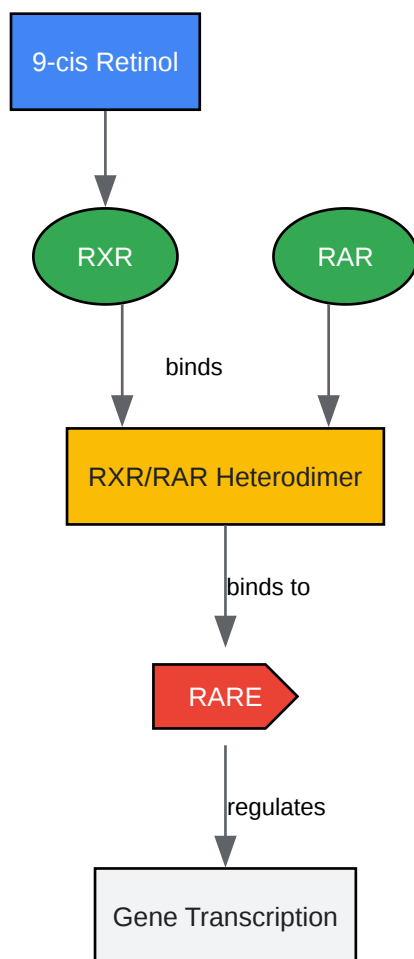 9-cis Retinol
RXR
RAR
binds
RXR/RAR Heterodimer
binds to
RARE
regulates
Gene Transcription